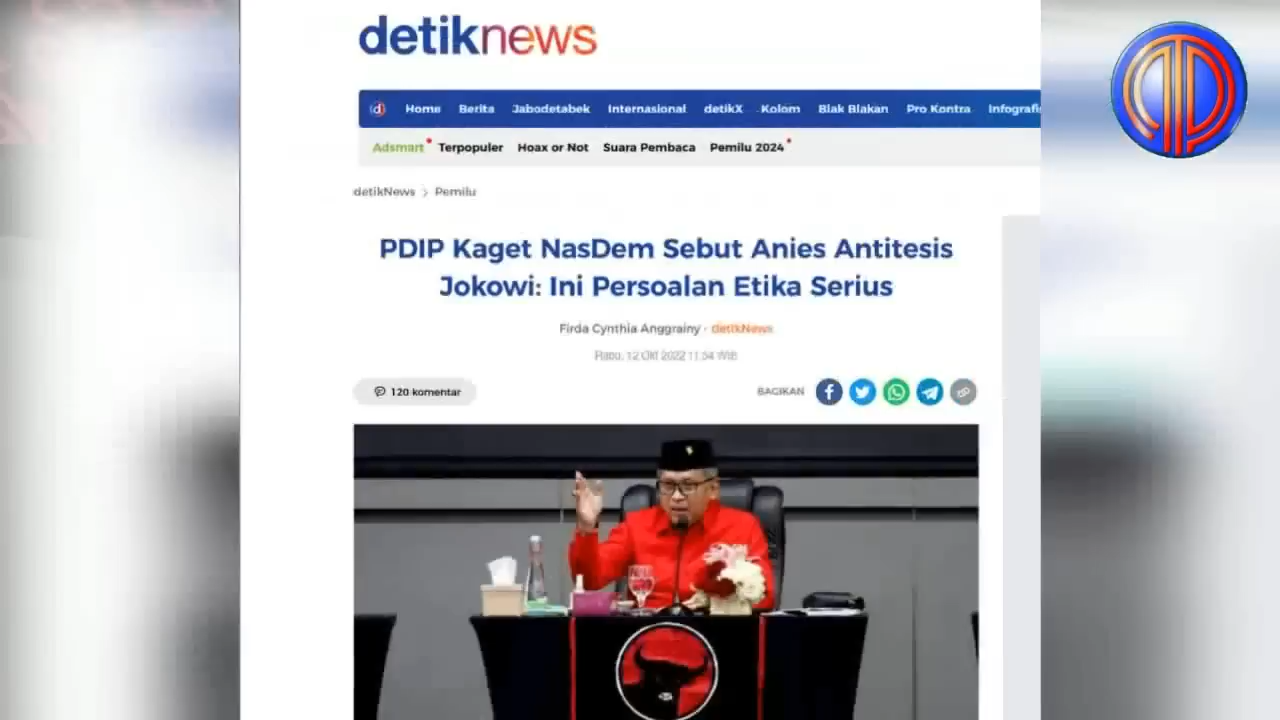 detiknews
Home Berita Jabodetabek Internasional detikX Kolom Blak Blakan Pro Kontra Infografis
Adsmart Terpopuler Hoax or Not Suara Pembaca Pemilu 2024
detikNews > Pemilu
PDIP Kaget NasDem Sebut Anies Antitesis
Jokowi: Ini Persoalan Etika Serius
Firda Cynthia Anggrainy - detikNews
Rabu, 12 Okt 2022 11:54 WIB
120 komentar
BAGIKAN